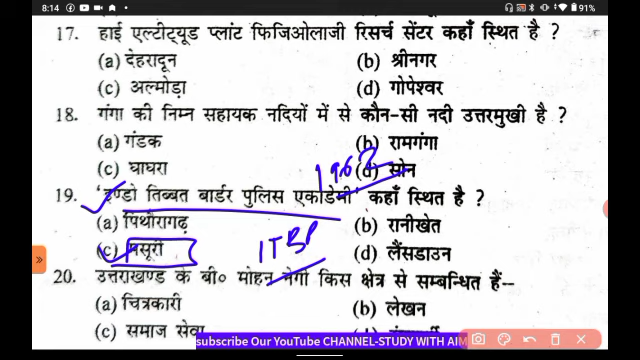 8:14 91%
17. हाई एल्टीट्यूड प्लांट फिजिओलाजी रिसर्च सेंटर कहाँ स्थित है ?
(a) देहरादून (b) श्रीनगर
(c) अल्मोड़ा (d) गोपेश्वर
18. गंगा की निम्न सहायक नदियों में से कौन-सी नदी उत्तरमुखी है ?
(a) गंडक (b) रामगंगा
(c) घाघरा (d) सोन
1962
19. 'इण्डो तिब्बत बार्डर पुलिस एकाडेमी' कहाँ स्थित है ?
(a) पिथौरागढ़ (b) रानीखेत
(c) मसूरी ITBP (d) लैंसडाउन
20. उत्तराखण्ड के बी० मोहन नेगी किस क्षेत्र से सम्बन्धित हैं--
(a) चित्रकारी (b) लेखन
(c) समाज सेवा (d)
subscribe Our YouTube CHANNEL-STUDY WITH AIM